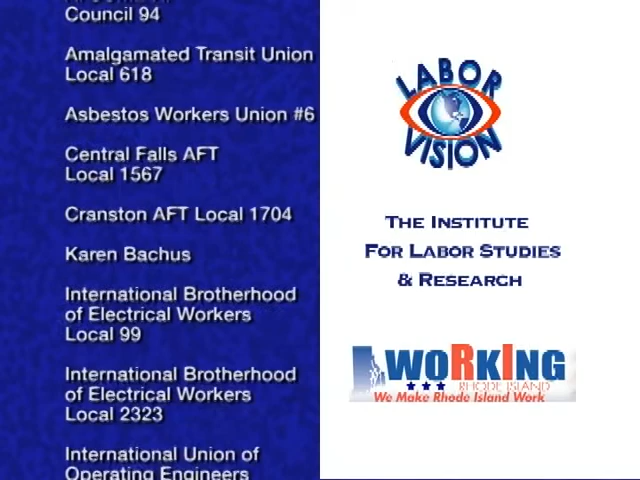 Council 94
Amalgamated Transit Union
Local 618
Asbestos Workers Union #6
Central Falls AFT
Local 1567
Cranston AFT Local 1704
Karen Bachus
International Brotherhood
of Electrical Workers
Local 99
International Brotherhood
of Electrical Workers
Local 2323
International Union of
Operating Engineers
LABOR
VISION
THE INSTITUTE
FOR LABOR STUDIES
& RESEARCH
WORKING
RHODE ISLAND
We Make Rhode Island Work